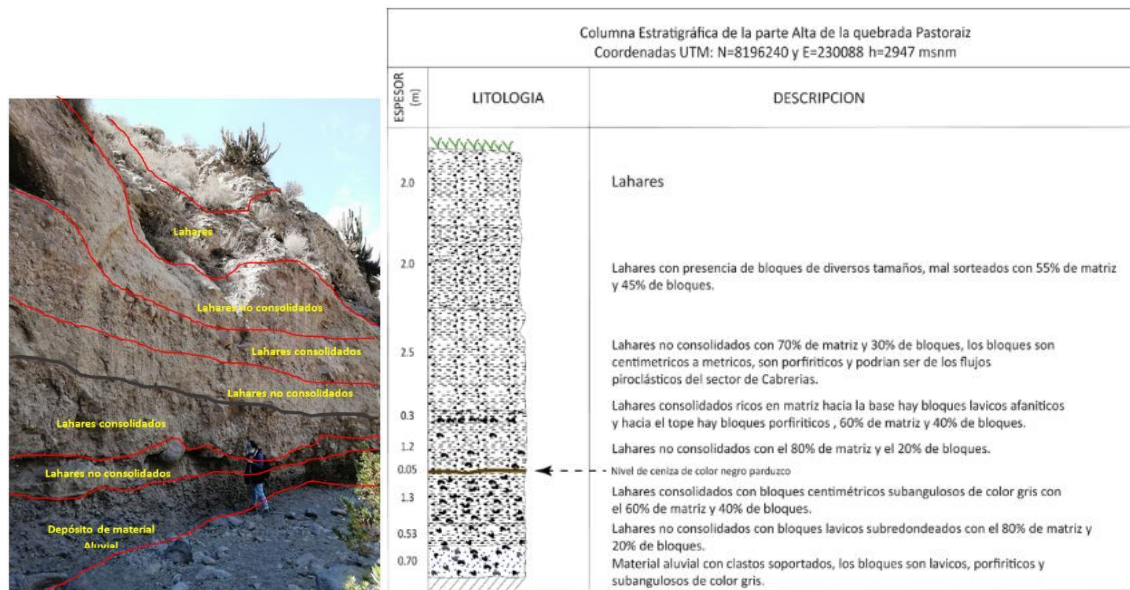 Lahares
Lahares no consolidados
Lahares consolidados
Lahares no consolidados
Lahares consolidados
Lahares no consolidados
Depósito de material
Aluvial
Columna Estratigráfica de la parte Alta de la quebrada Pastoraiz
Coordenadas UTM: N=8196240 y E=230088 h=2947 msnm
ESPESOR
(m)
LITOLOGIA
DESCRIPCION
2.0
Lahares
2.0
Lahares con presencia de bloques de diversos tamaños, mal sorteados con 55% de matriz
y 45% de bloques.
2.5
Lahares no consolidados con 70% de matriz y 30% de bloques, los bloques son
centimetricos a metricos, son porfiriticos y podrian ser de los flujos
piroclásticos del sector de Cabrerias.
0.3
Lahares consolidados ricos en matriz hacia la base hay bloques lavicos afaniticos
y hacia el tope hay bloques porfiriticos , 60% de matriz y 40% de bloques.
1.2
Lahares no consolidados con el 80% de matriz y el 20% de bloques.
0.05
Nivel de ceniza de color negro parduzco
1.3
Lahares consolidados con bloques centimétricos subangulosos de color gris con
el 60% de matriz y 40% de bloques.
0.53
Lahares no consolidados con bloques lavicos subredondeados con el 80% de matriz y
20% de bloques.
0.70
Material aluvial con clastos soportados, los bloques son lavicos, porfiriticos y
subangulosos de color gris.